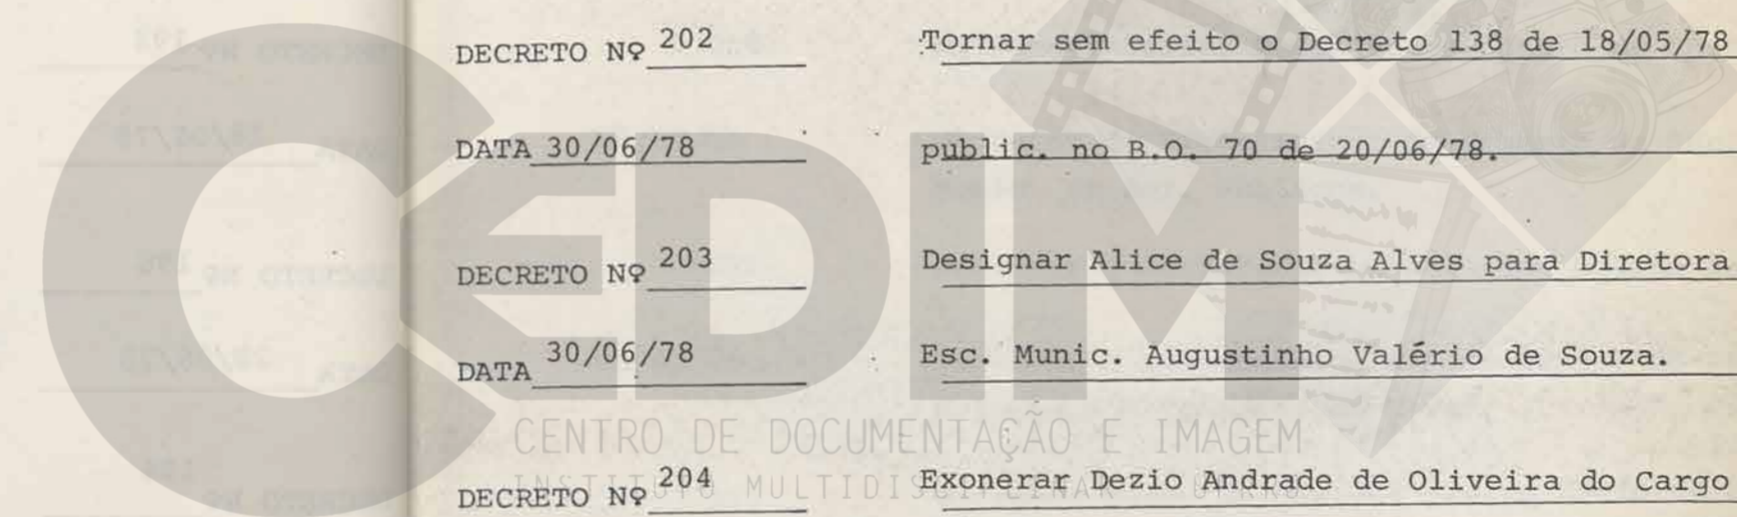 DECRETO Nº 202 Tornar sem efeito o Decreto 138 de 18/05/78
DATA 30/06/78 public. no B.O. 70 de 20/06/78.
DECRETO Nº 203 Designar Alice de Souza Alves para Diretora
DATA 30/06/78 Esc. Munic. Augustinho Valério de Souza.
DECRETO Nº 204 Exonerar Dezio Andrade de Oliveira do Cargo
CEDIM
CENTRO DE DOCUMENTAÇÃO E IMAGEM
INSTITUTO MULTIDISCIPLINAR